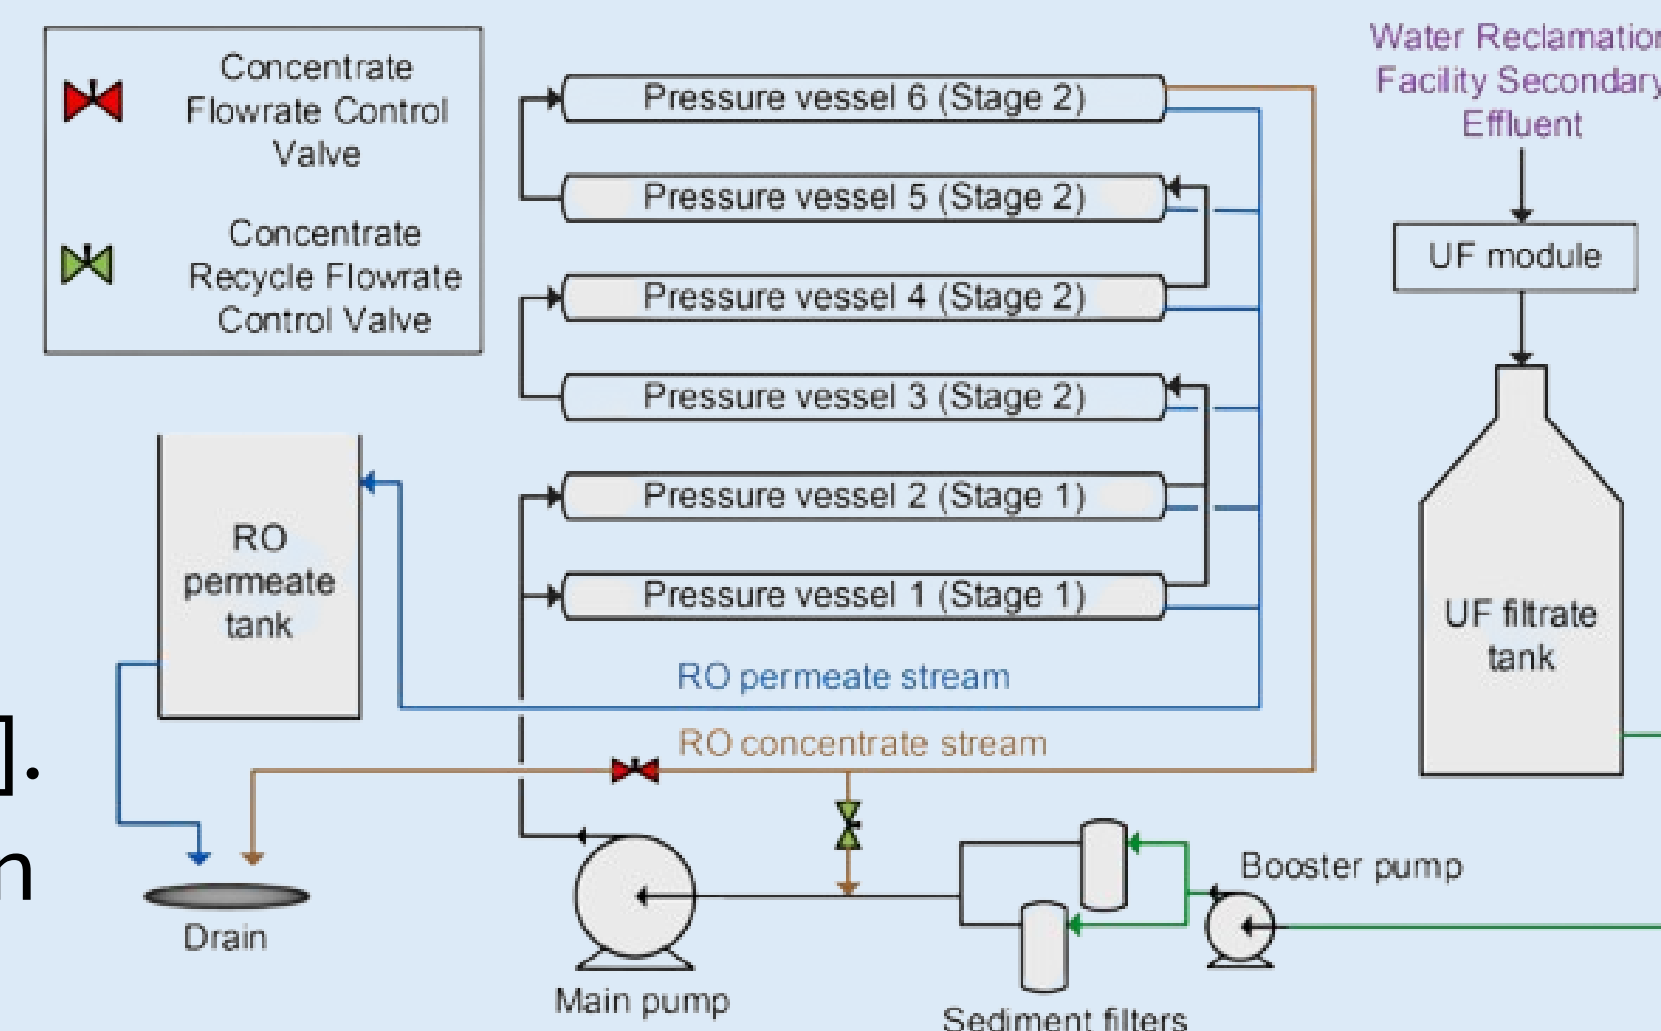 Concentrate
Flowrate Control
Valve
Concentrate
Recycle Flowrate
Control Valve
Pressure vessel 6 (Stage 2)
Pressure vessel 5 (Stage 2)
Pressure vessel 4 (Stage 2)
Pressure vessel 3 (Stage 2)
Pressure vessel 2 (Stage 1)
Pressure vessel 1 (Stage 1)
Water Reclamation
Facility Secondary
Effluent
UF module
UF filtrate
tank
RO
permeate
tank
RO permeate stream
RO concentrate stream
].
n
Booster pump
Drain
Main pump
Sediment filters